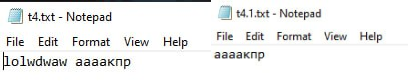 t4.txt - Notepad
File Edit Format View Help
lolwdwaw аааакпр
t4.1.txt - Notepad
File Edit Format View Help
аааакпр